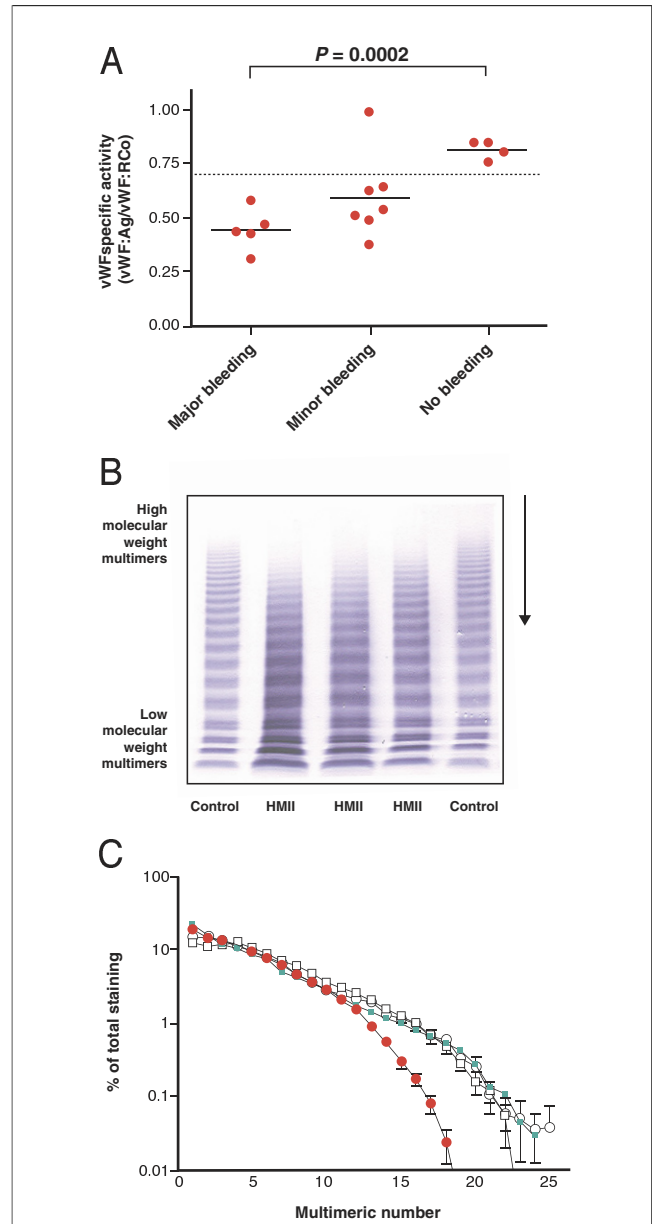 A
P = 0.0002
vWFspecific activity
(vWF:Ag/vWF:RCo)
1.00
0.75
0.50
0.25
0.00
Major bleeding
Minor bleeding
No bleeding
B
High
molecular
weight
multimers
Low
molecular
weight
multimers
Control
HMII
HMII
HMII
Control
C
% of total staining
100
10
1
0.1
0.01
0
5
10
15
20
25
Multimeric number